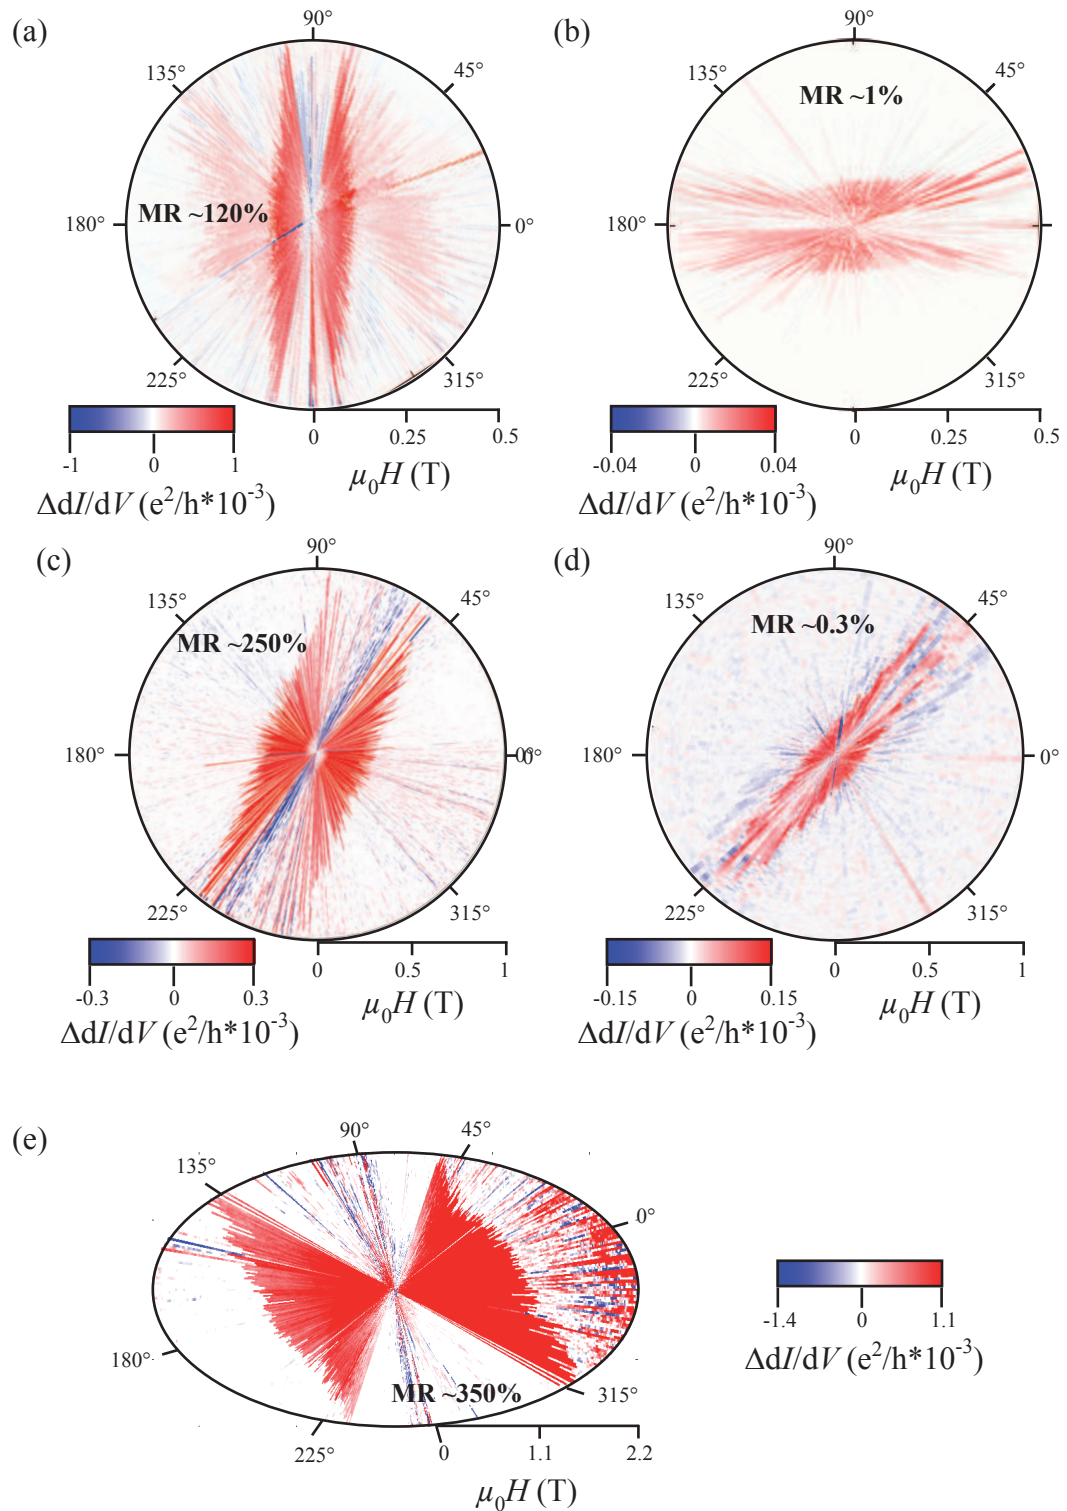 (a)
90°
135°
45°
MR ~120%
180°
0°
225°
315°
-1 0 1
ΔdI/dV (e²/h*10⁻³)
0 0.25 0.5
μ₀H (T)
(b)
90°
135°
45°
MR ~1%
180°
225°
315°
-0.04 0 0.04
ΔdI/dV (e²/h*10⁻³)
0 0.25 0.5
μ₀H (T)
(c)
90°
135°
45°
MR ~250%
180°
0°
0°
225°
315°
-0.3 0 0.3
ΔdI/dV (e²/h*10⁻³)
0 0.5 1
μ₀H (T)
(d)
90°
135°
45°
MR ~0.3%
180°
0°
225°
315°
-0.15 0 0.15
ΔdI/dV (e²/h*10⁻³)
0 0.5 1
μ₀H (T)
(e)
90°
45°
135°
0°
180°
MR ~350%
315°
225°
0 1.1 2.2
μ₀H (T)
-1.4 0 1.1
ΔdI/dV (e²/h*10⁻³)